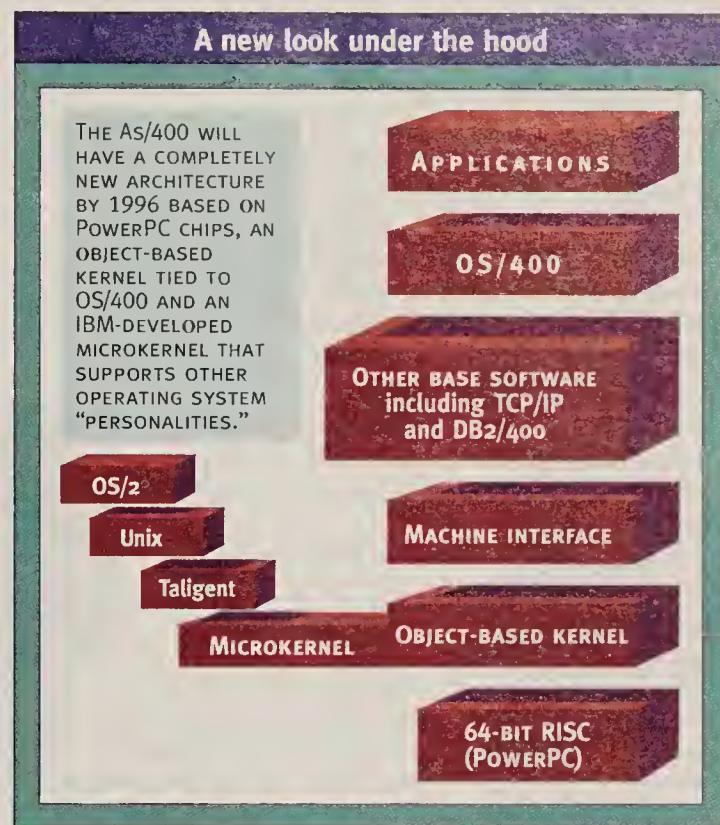 A new look under the hood
THE AS/400 WILL
HAVE A COMPLETELY
NEW ARCHITECTURE
BY 1996 BASED ON
POWERPC CHIPS, AN
OBJECT-BASED
KERNEL TIED TO
OS/400 AND AN
IBM-DEVELOPED
MICROKERNEL THAT
SUPPORTS OTHER
OPERATING SYSTEM
“PERSONALITIES.”
APPLICATIONS
OS/400
OTHER BASE SOFTWARE
including TCP/IP
and DB2/400
OS/2
Unix
Taligent
MACHINE INTERFACE
MICROKERNEL
OBJECT-BASED KERNEL
64-BIT RISC
(POWERPC)